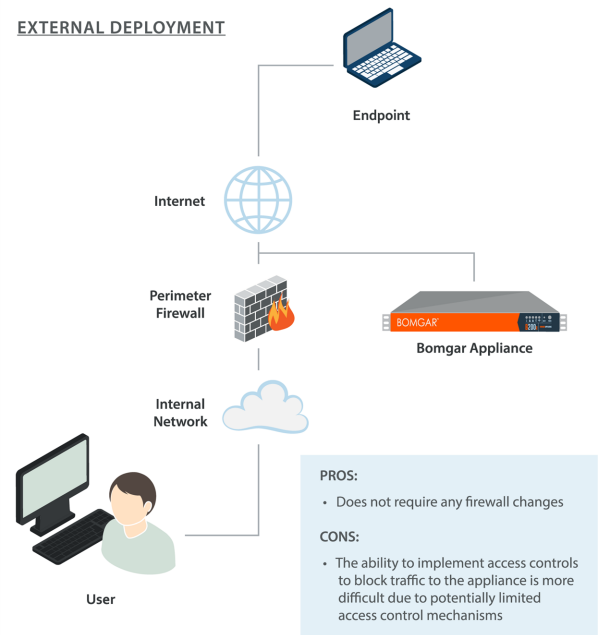 EXTERNAL DEPLOYMENT
Endpoint
Internet
Perimeter
Firewall
BOMGAR
Bomgar Appliance
Internal
Network
User
PROS:
• Does not require any firewall changes
CONS:
• The ability to implement access controls
to block traffic to the appliance is more
difficult due to potentially limited
access control mechanisms